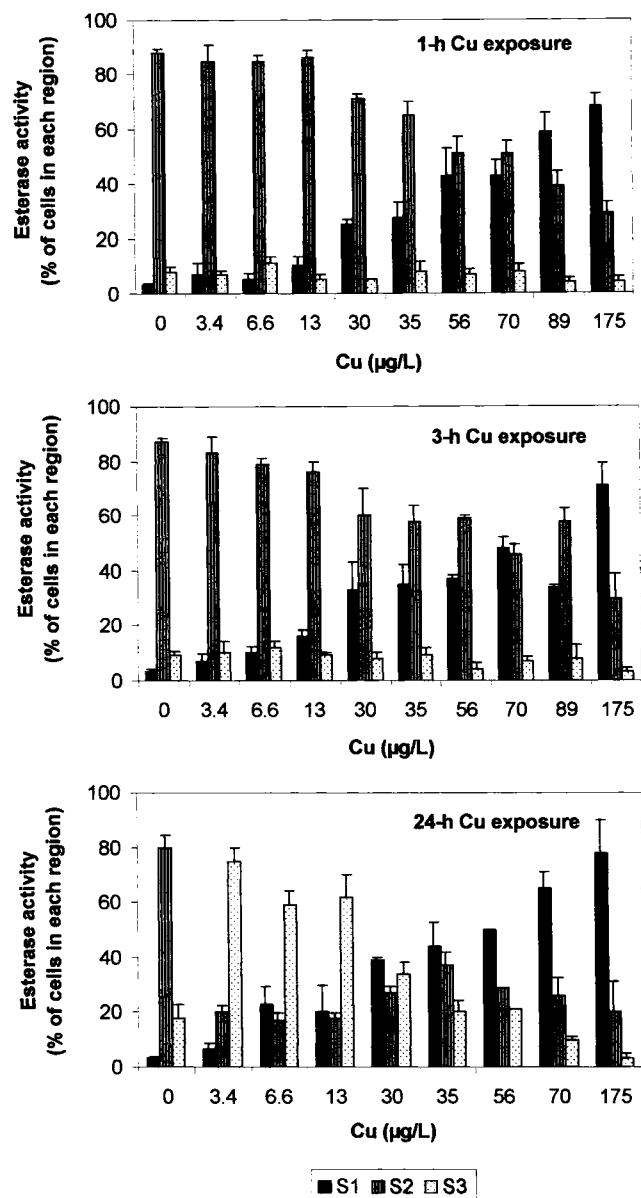 Esterase activity
(% of cells in each region)
100
80
60
40
20
0
1-h Cu exposure
0 3.4 6.6 13 30 35 56 70 89 175
Cu (µg/L)
Esterase activity
(% of cells in each region)
100
80
60
40
20
0
3-h Cu exposure
0 3.4 6.6 13 30 35 56 70 89 175
Cu (µg/L)
Esterase activity
(% of cells in each region)
100
80
60
40
20
0
24-h Cu exposure
0 3.4 6.6 13 30 35 56 70 175
Cu (µg/L)
S1 S2 S3